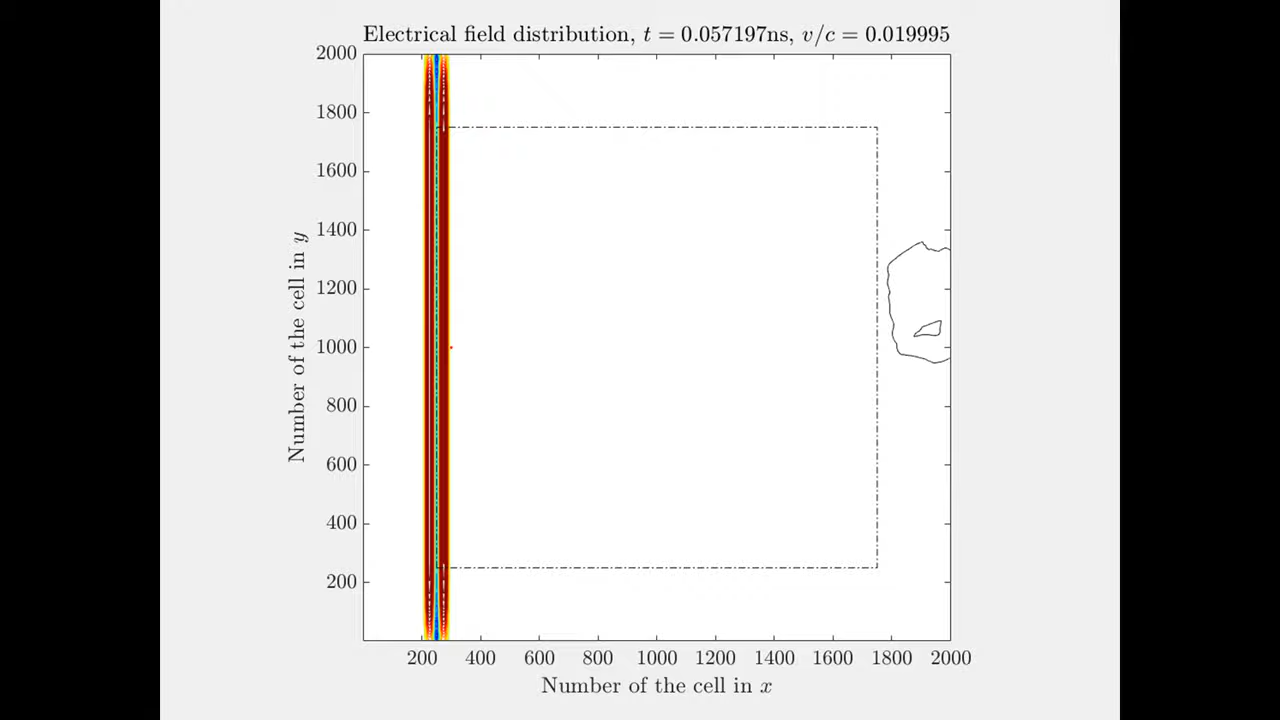 Electrical field distribution, t = 0.057197ns, v/c = 0.019995
2000
1800
1600
1400
1200
1000
800
600
400
200
Number of the cell in y
200 400 600 800 1000 1200 1400 1600 1800 2000
Number of the cell in x